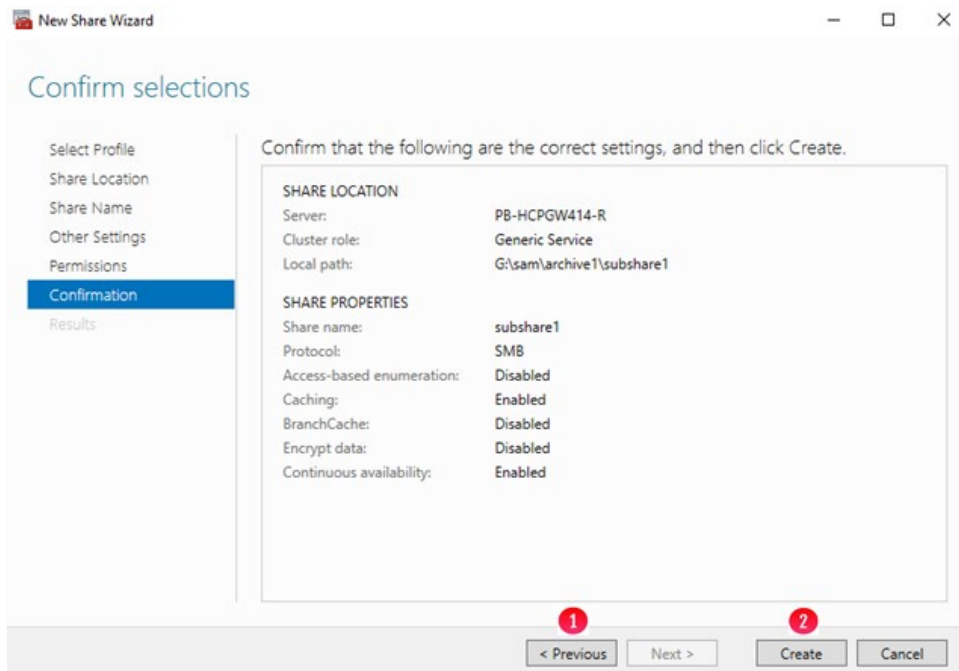 New Share Wizard
Confirm selections
Select Profile
Share Location
Share Name
Other Settings
Permissions
Confirmation
Results
Confirm that the following are the correct settings, and then click Create.
SHARE LOCATION
Server: PB-HCPGW414-R
Cluster role: Generic Service
Local path: G:\sam\archive1\subshare1
SHARE PROPERTIES
Share name: subshare1
Protocol: SMB
Access-based enumeration: Disabled
Caching: Enabled
BranchCache: Disabled
Encrypt data: Disabled
Continuous availability: Enabled
1 2
< Previous Next > Create Cancel